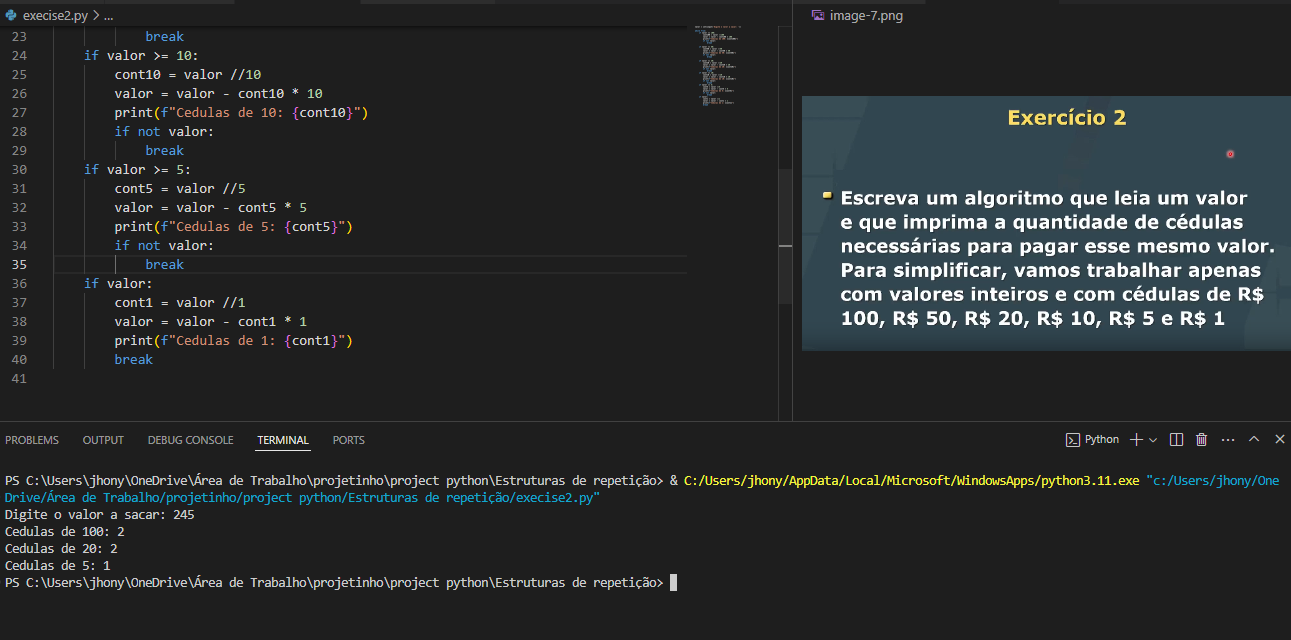 execise2.py > ...
23 break
24 if valor >= 10:
25 cont10 = valor //10
26 valor = valor - cont10 * 10
27 print(f"Cedulas de 10: {cont10}")
28 if not valor:
29 break
30 if valor >= 5:
31 cont5 = valor //5
32 valor = valor - cont5 * 5
33 print(f"Cedulas de 5: {cont5}")
34 if not valor:
35 break
36 if valor:
37 cont1 = valor //1
38 valor = valor - cont1 * 1
39 print(f"Cedulas de 1: {cont1}")
40 break
41
image-7.png
Exercício 2
Escreva um algoritmo que leia um valor
e que imprima a quantidade de cédulas
necessárias para pagar esse mesmo valor.
Para simplificar, vamos trabalhar apenas
com valores inteiros e com cédulas de R$
100, R$ 50, R$ 20, R$ 10, R$ 5 e R$ 1
PROBLEMS OUTPUT DEBUG CONSOLE TERMINAL PORTS
Python
PS C:\Users\jhony\OneDrive\Área de Trabalho\projetinho\project python\Estruturas de repetição> & C:/Users/jhony/AppData/Local/Microsoft/WindowsApps/python3.11.exe "c:/Users/jhony/One
Drive/Área de Trabalho/projetinho/project python/Estruturas de repetição/execise2.py"
Digite o valor a sacar: 245
Cedulas de 100: 2
Cedulas de 20: 2
Cedulas de 5: 1
PS C:\Users\jhony\OneDrive\Área de Trabalho\projetinho\project python\Estruturas de repetição>